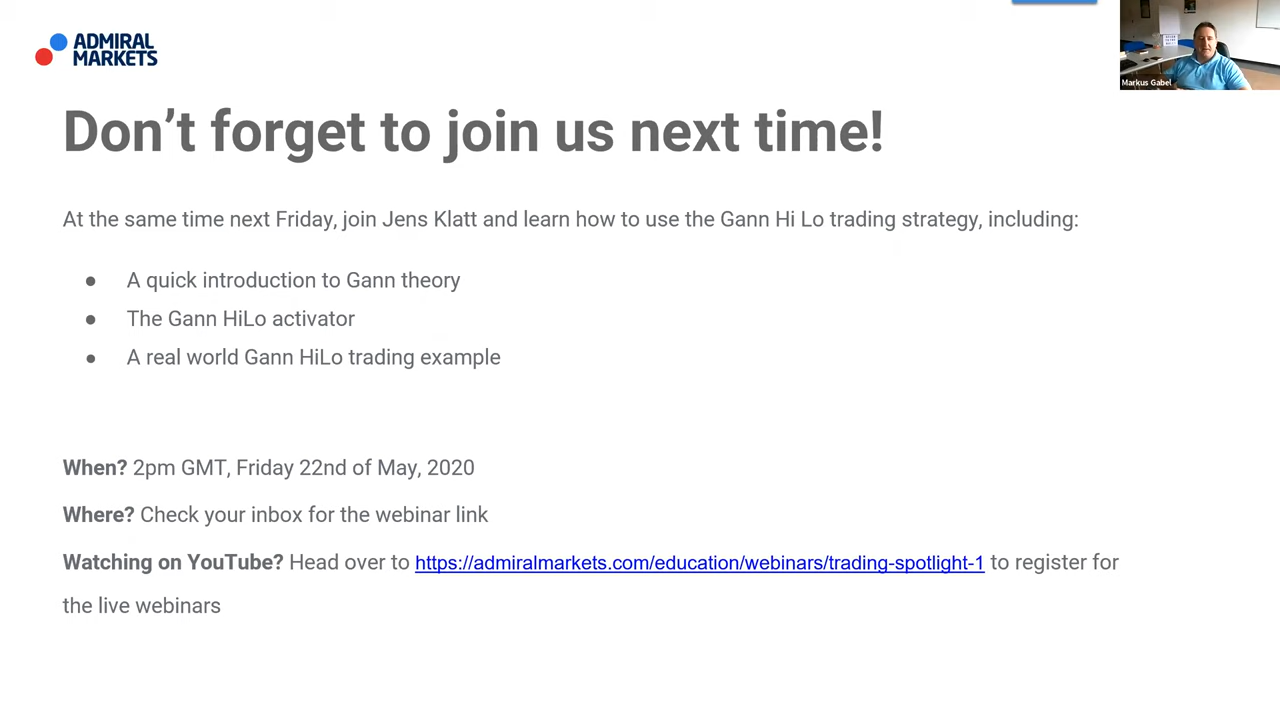 ADMIRAL
MARKETS
Markus Gabel
Don't forget to join us next time!
At the same time next Friday, join Jens Klatt and learn how to use the Gann Hi Lo trading strategy, including:
● A quick introduction to Gann theory
● The Gann HiLo activator
● A real world Gann HiLo trading example
When? 2pm GMT, Friday 22nd of May, 2020
Where? Check your inbox for the webinar link
Watching on YouTube? Head over to https://admiralmarkets.com/education/webinars/trading-spotlight-1 to register for
the live webinars